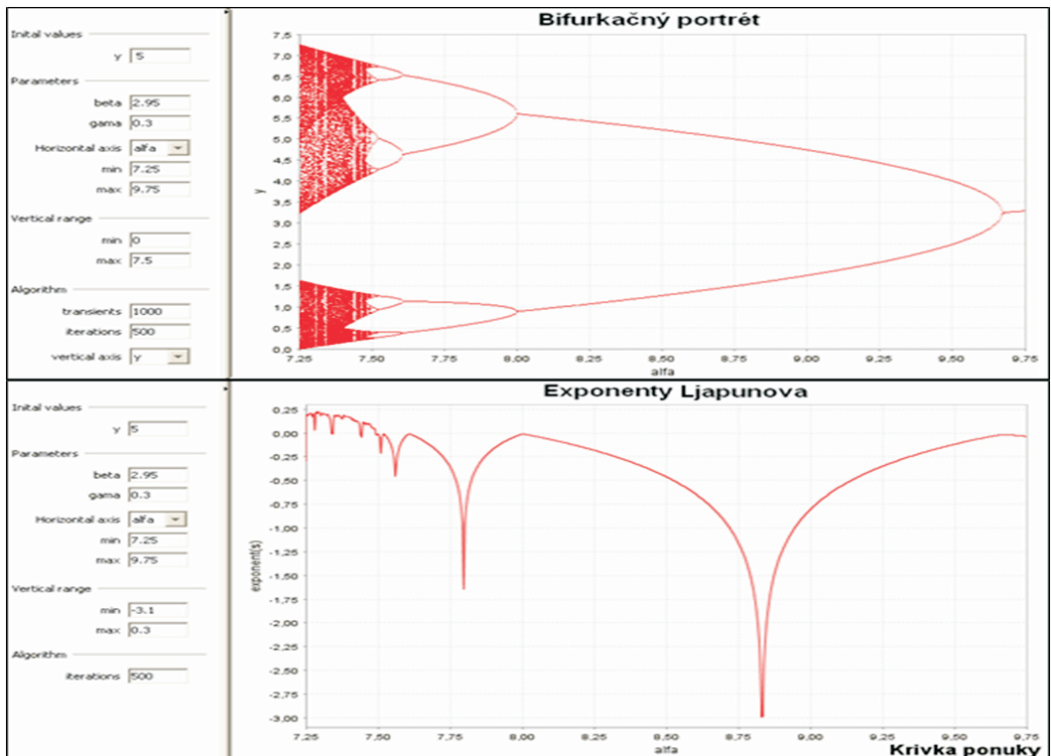 Bifurkačný portrét
Inital values
y 5
Parameters
beta 2.95
gama 0.3
Horizontal axis alfa
min 7.25
max 9.75
Vertical range
min 0
max 7.5
Algorithm
transients 1000
iterations 500
vertical axis y
7,5
7,0
6,5
6,0
5,5
5,0
4,5
4,0
3,5
3,0
2,5
2,0
1,5
1,0
0,5
0,0
y
7,25 7,50 7,75 8,00 8,25 8,50 8,75 9,00 9,25 9,50 9,75
alfa
Exponenty Ljapunova
Inital values
y 5
Parameters
beta 2.95
gama 0.3
Horizontal axis alfa
min 7.25
max 9.75
Vertical range
min -3.1
max 0.3
Algorithm
iterations 500
0,25
0,00
-0,25
-0,50
-0,75
-1,00
-1,25
-1,50
-1,75
-2,00
-2,25
-2,50
-2,75
-3,00
exponent(s)
7,25 7,50 7,75 8,00 8,25 8,50 8,75 9,00 9,25 9,50 9,75
alfa
Krivka ponuky